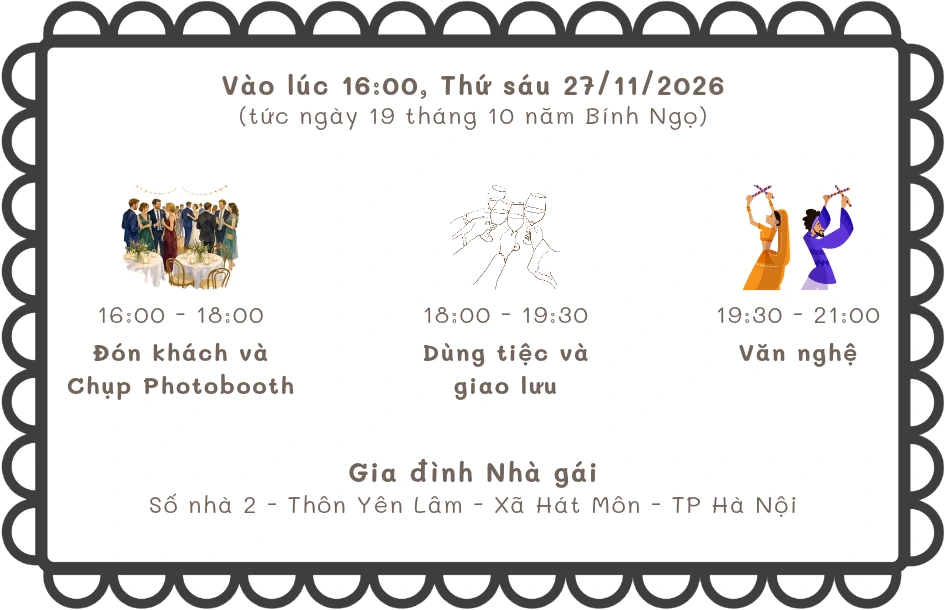 Vào lúc 16:00, Thứ sáu 27/11/2026
(tức ngày 19 tháng 10 năm Bính Ngọ)
16:00 - 18:00
Đón khách và
Chụp Photobooth
18:00 - 19:30
Dùng tiệc và
giao lưu
19:30 - 21:00
Văn nghệ
Gia đình Nhà gái
Số nhà 2 - Thôn Yên Lâm - Xã Hát Môn - TP Hà Nội